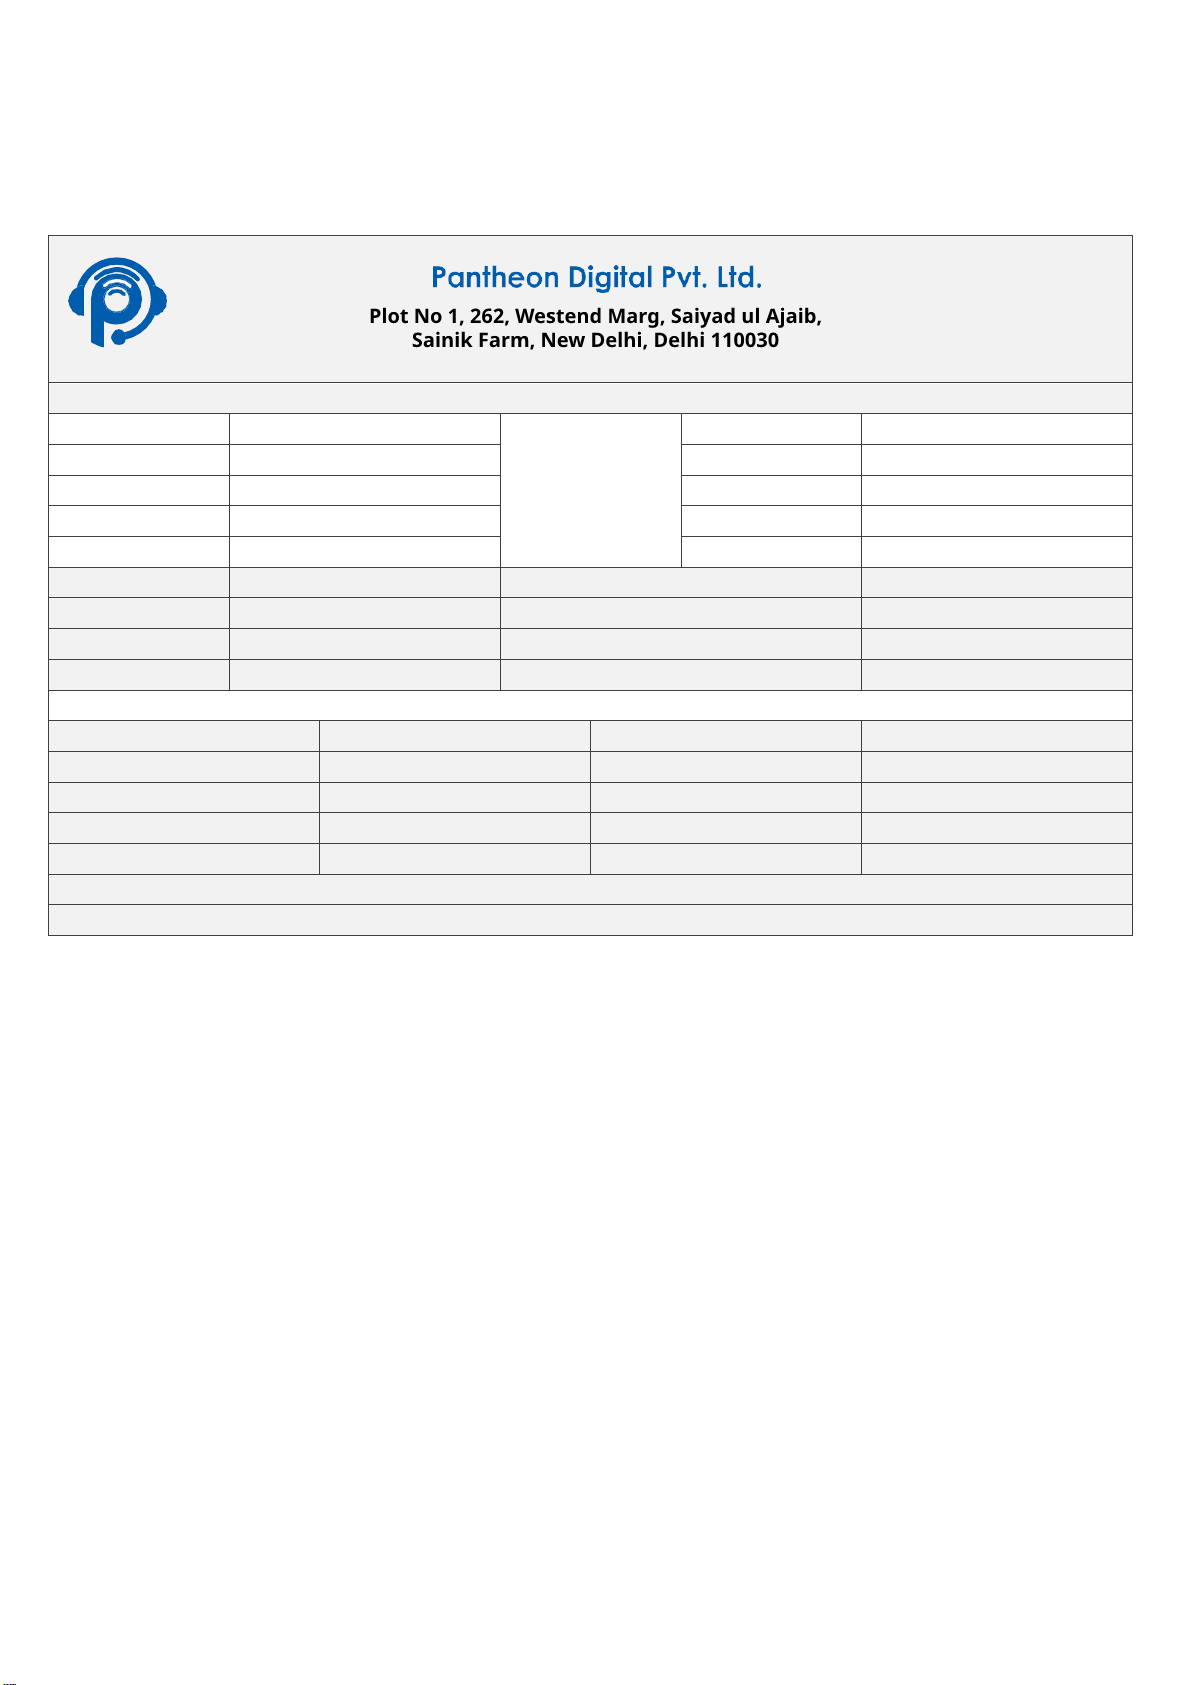 Pantheon Digital Pvt. Ltd.
Plot No 1, 262, Westend Marg, Saiyad ul Ajaib,
Sainik Farm, New Delhi, Delhi 110030